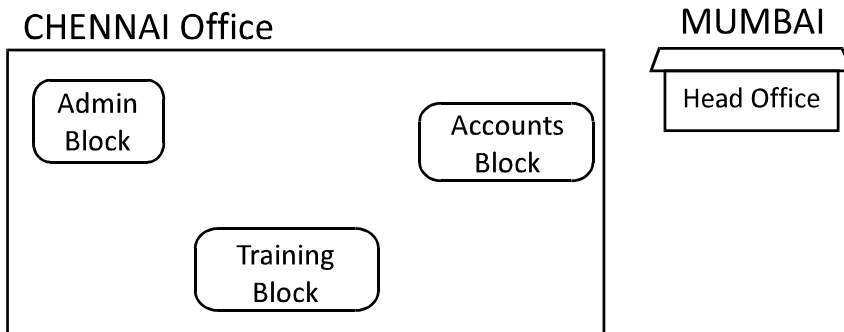 CHENNAI Office
MUMBAI
Admin
Block
Accounts
Block
Head Office
Training
Block